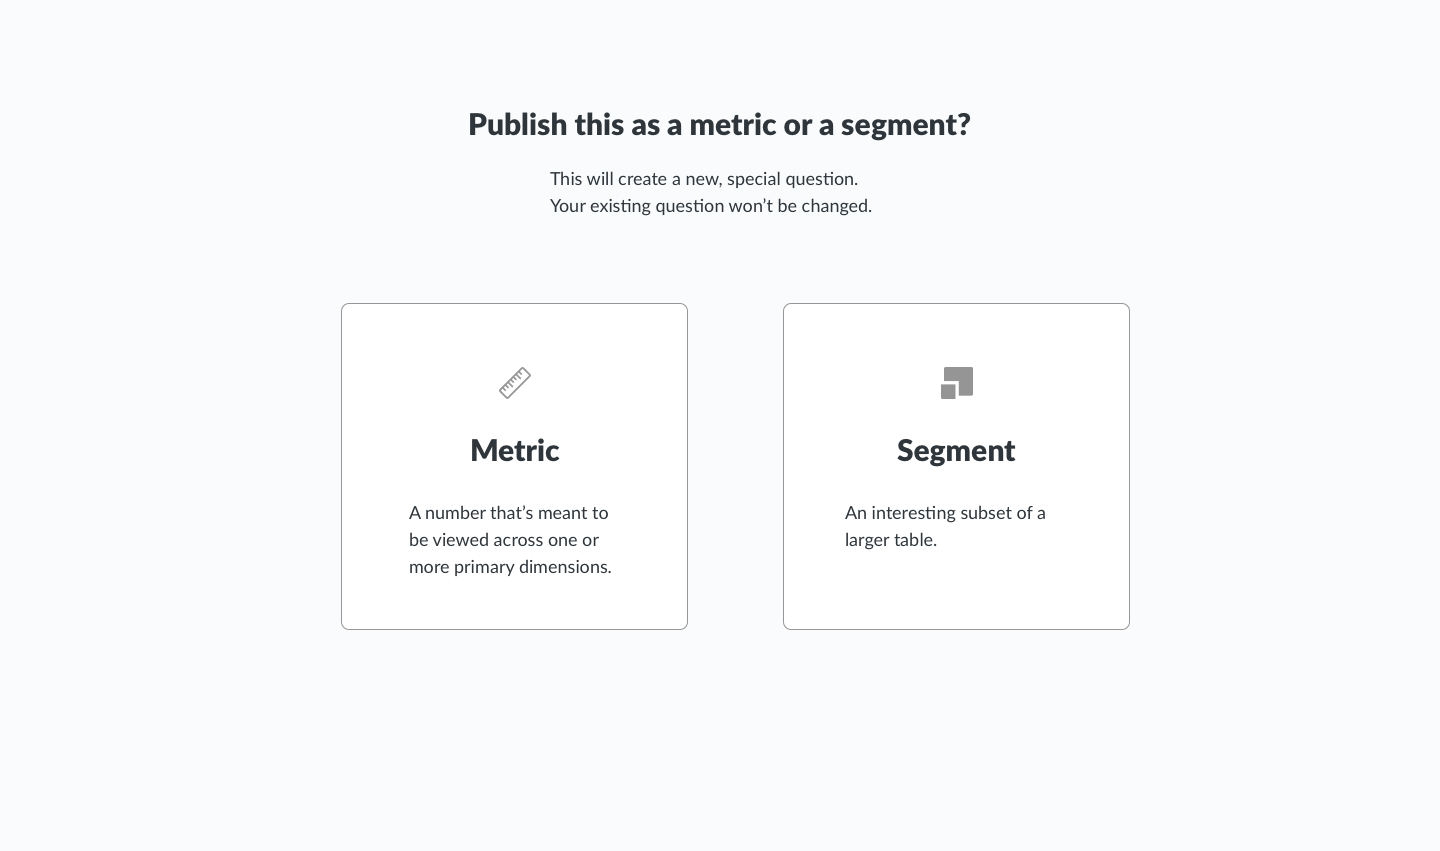 Publish this as a metric or a segment?
This will create a new, special question.
Your existing question won’t be changed.
Metric
A number that’s meant to
be viewed across one or
more primary dimensions.
Segment
An interesting subset of a
larger table.